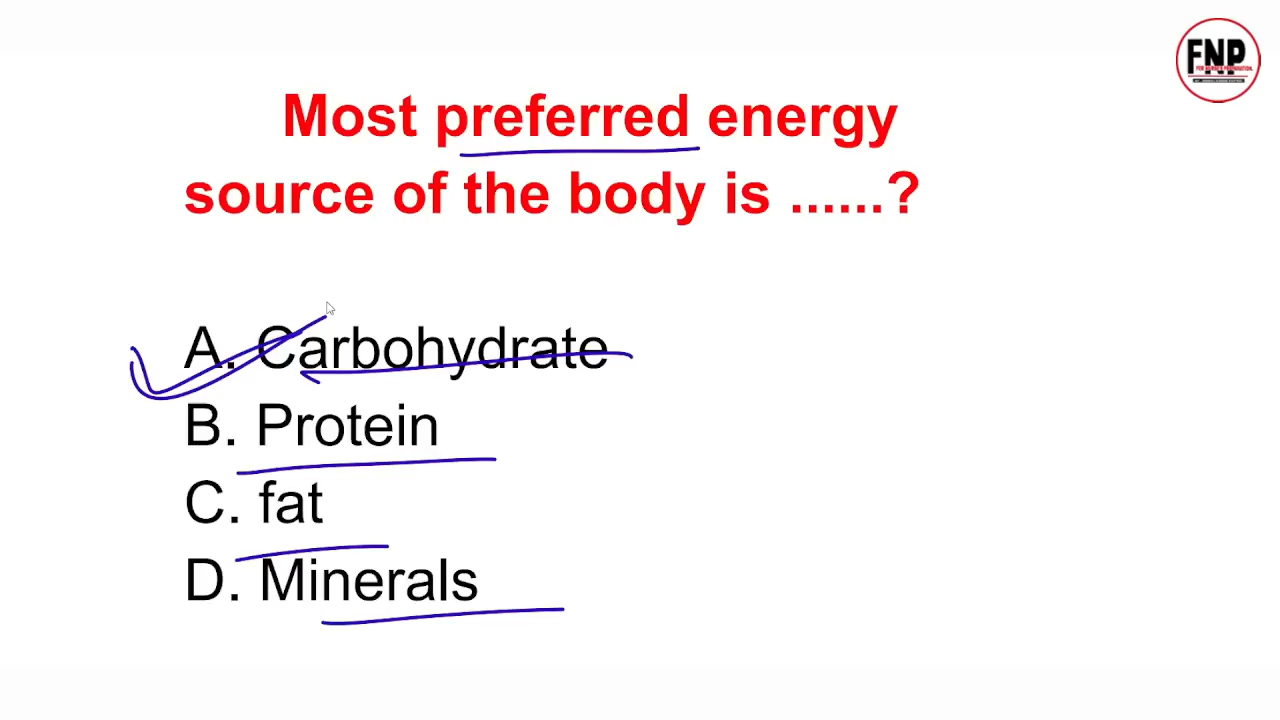 FNP
Most preferred energy
source of the body is ......?
A. Carbohydrate
B. Protein
C. fat
D. Minerals